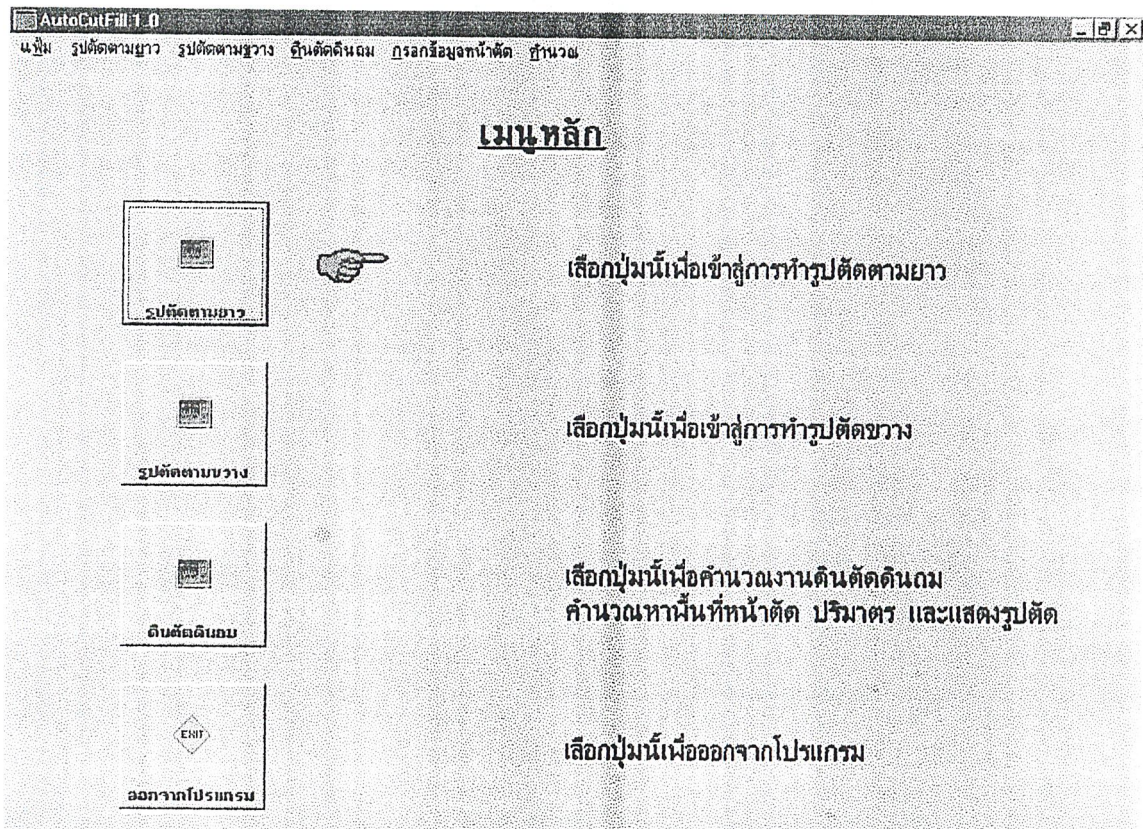 AutoCutFill 1.0
แฟ้ม รูปตัดตามยาว รูปตัดตามขวาง ดินตัดดินถม กรอกข้อมูลหน้าตัด คำนวณ
เมนูหลัก
รูปตัดตามยาว
เลือกปุ่มนี้เพื่อเข้าสู่การทำรูปตัดตามยาว
รูปตัดตามขวาง
เลือกปุ่มนี้เพื่อเข้าสู่การทำรูปตัดขวาง
ดินตัดดินถม
เลือกปุ่มนี้เพื่อคำนวณงานดินตัดดินถม
คำนวณหาพื้นที่หน้าตัด ปริมาตร และแสดงรูปตัด
EXIT
ออกจากโปรแกรม
เลือกปุ่มนี้เพื่อออกจากโปรแกรม